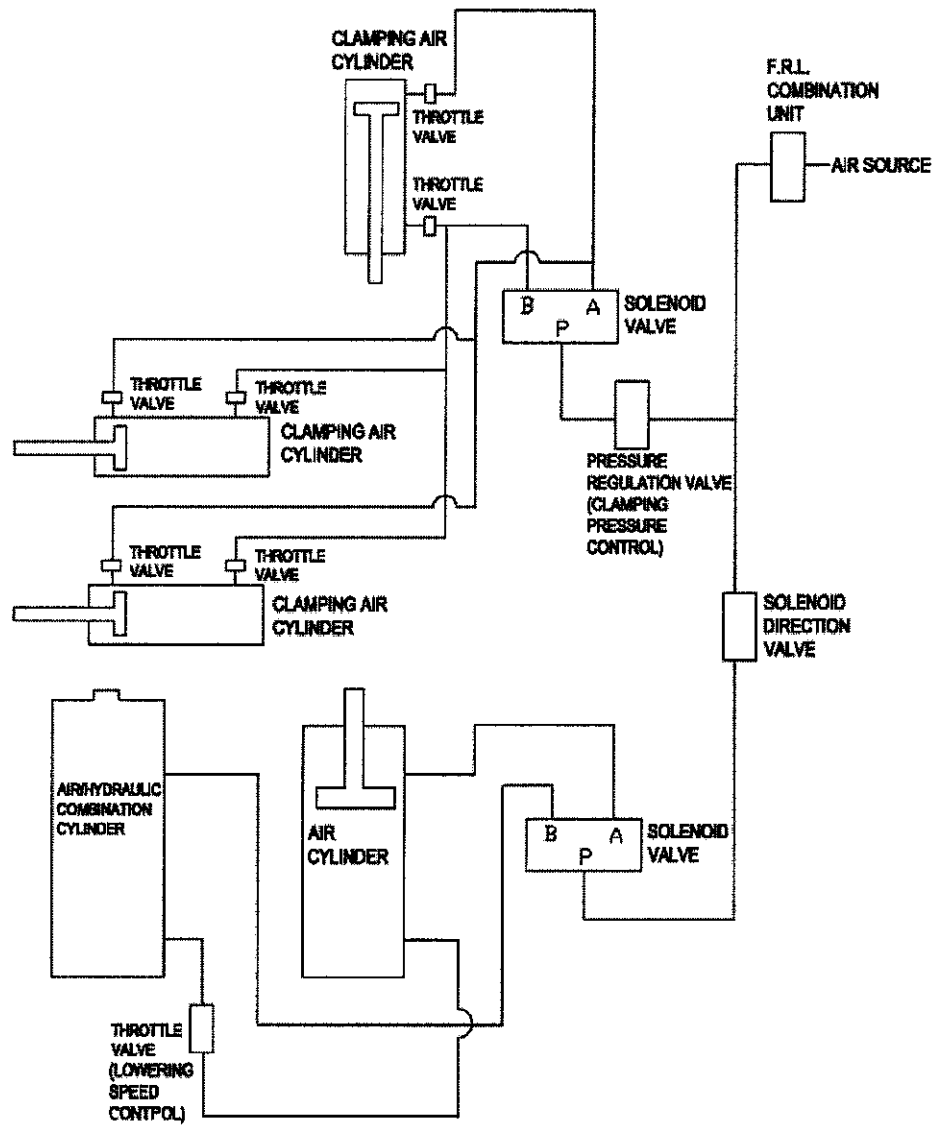 CLAMPING AIR
CYLINDER
THROTTLE
VALVE
THROTTLE
VALVE
F.R.L.
COMBINATION
UNIT
AIR SOURCE
B A
P
SOLENOID
VALVE
THROTTLE
VALVE
THROTTLE
VALVE
CLAMPING AIR
CYLINDER
PRESSURE
REGULATION VALVE
(CLAMPING
PRESSURE
CONTROL)
THROTTLE
VALVE
THROTTLE
VALVE
CLAMPING AIR
CYLINDER
SOLENOID
DIRECTION
VALVE
AIR/HYDRAULIC
COMBINATION
CYLINDER
AIR
CYLINDER
B A
P
SOLENOID
VALVE
THROTTLE
VALVE
(LOWERING
SPEED
CONTPOL)